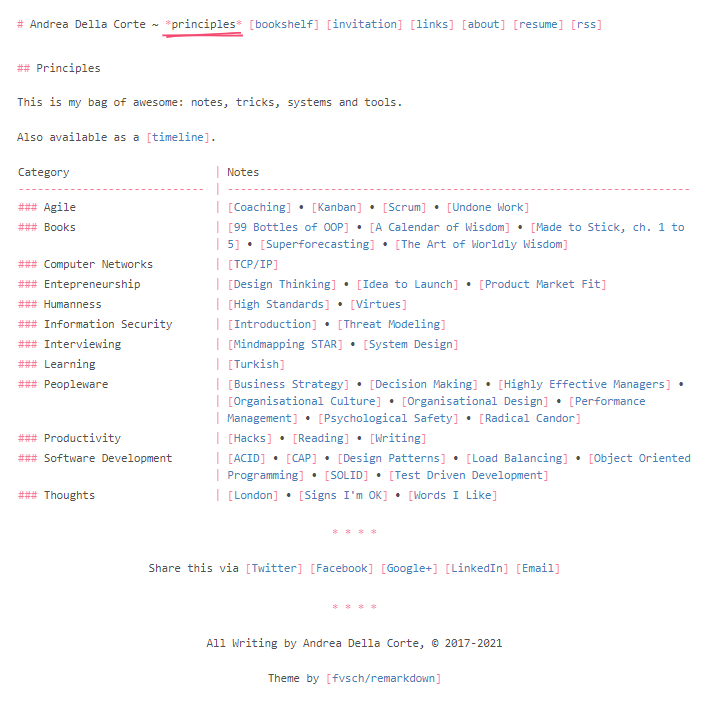 # Andrea Della Corte ~ *principles* [bookshelf] [invitation] [links] [about] [resume] [rss]
## Principles
This is my bag of awesome: notes, tricks, systems and tools.
Also available as a [timeline].
Category | Notes
----------------------------- | ------------------------------------------------------------------------
### Agile | [Coaching] • [Kanban] • [Scrum] • [Undone Work]
### Books | [99 Bottles of OOP] • [A Calendar of Wisdom] • [Made to Stick, ch. 1 to
| 5] • [Superforecasting] • [The Art of Worldly Wisdom]
### Computer Networks | [TCP/IP]
### Entepreneurship | [Design Thinking] • [Idea to Launch] • [Product Market Fit]
### Humanness | [High Standards] • [Virtues]
### Information Security | [Introduction] • [Threat Modeling]
### Interviewing | [Mindmapping STAR] • [System Design]
### Learning | [Turkish]
### Peopleware | [Business Strategy] • [Decision Making] • [Highly Effective Managers] •
| [Organisational Culture] • [Organisational Design] • [Performance
| Management] • [Psychological Safety] • [Radical Candor]
### Productivity | [Hacks] • [Reading] • [Writing]
### Software Development | [ACID] • [CAP] • [Design Patterns] • [Load Balancing] • [Object Oriented
| Programming] • [SOLID] • [Test Driven Development]
### Thoughts | [London] • [Signs I'm OK] • [Words I Like]
* * * *
Share this via [Twitter] [Facebook] [Google+] [LinkedIn] [Email]
* * * *
All Writing by Andrea Della Corte, © 2017-2021
Theme by [fvsch/remarkdown]